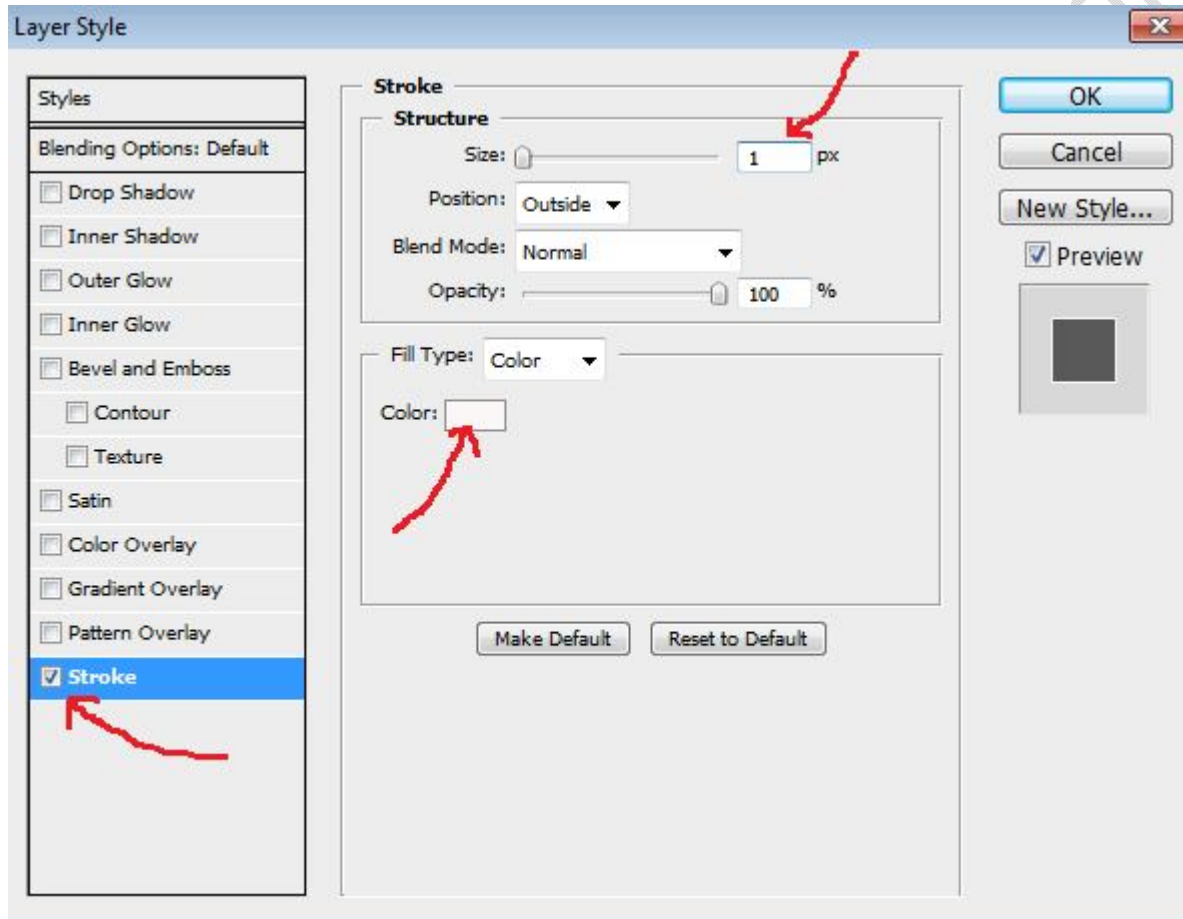 Layer Style
Styles
Blending Options: Default
Drop Shadow
Inner Shadow
Outer Glow
Inner Glow
Bevel and Emboss
Contour
Texture
Satin
Color Overlay
Gradient Overlay
Pattern Overlay
Stroke
Stroke
Structure
Size: 1 px
Position: Outside
Blend Mode: Normal
Opacity: 100 %
Fill Type: Color
Color:
Make Default Reset to Default
OK
Cancel
New Style...
Preview